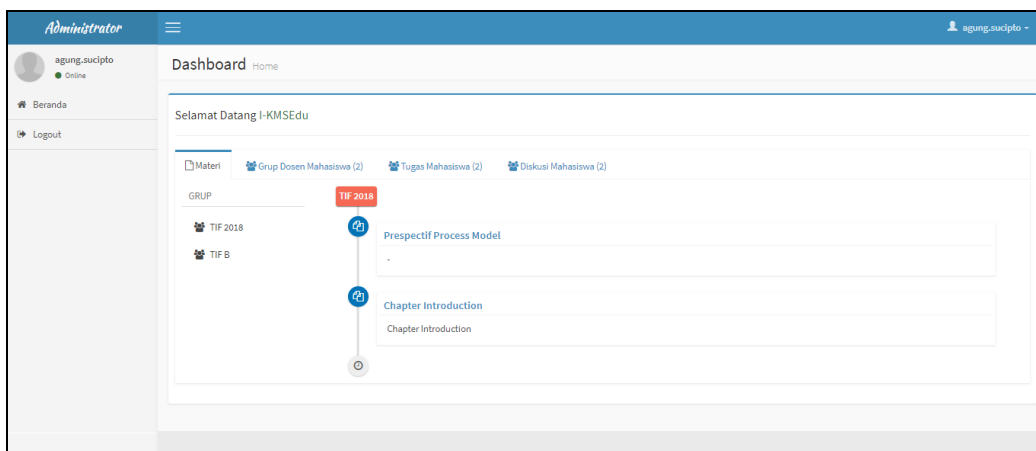 Administrator
agung.sucipto
agung.sucipto
Online
Dashboard Home
Beranda
Logout
Selamat Datang I-KMSEdu
Materi
Grup Dosen Mahasiswa (2)
Tugas Mahasiswa (2)
Diskusi Mahasiswa (2)
GRUP
TIF 2018
TIF B
TIF 2018
Prespectif Process Model
-
Chapter Introduction
Chapter Introduction